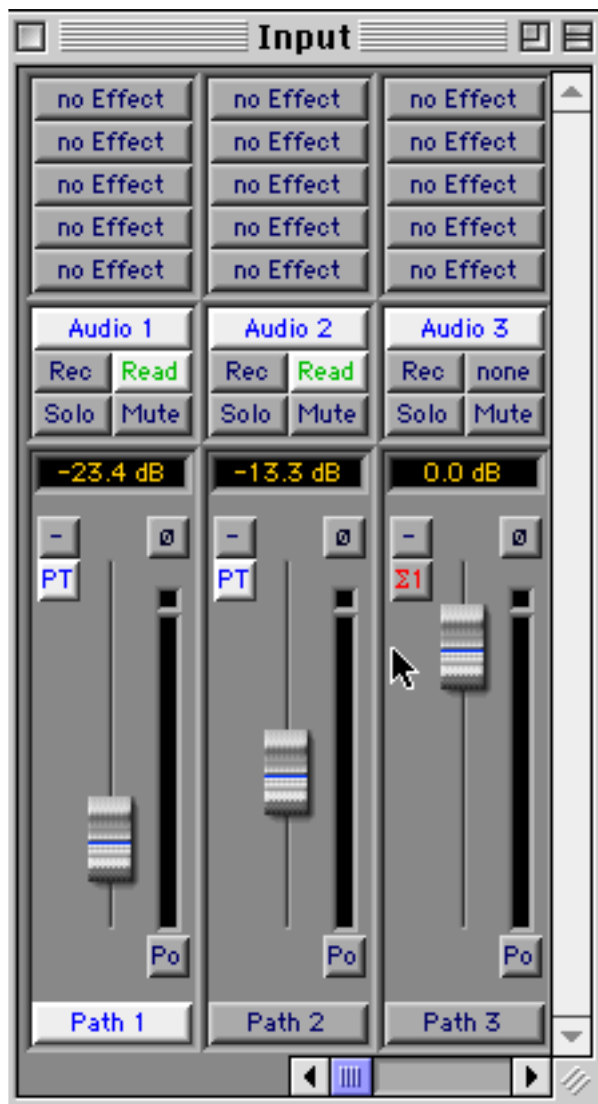 Input
no Effect no Effect no Effect
no Effect no Effect no Effect
no Effect no Effect no Effect
no Effect no Effect no Effect
no Effect no Effect no Effect
Audio 1 Audio 2 Audio 3
Rec Read Rec Read Rec none
Solo Mute Solo Mute Solo Mute
-23.4 dB -13.3 dB 0.0 dB
- ø - ø - ø
PT PT Σ1
Po Po Po
Path 1 Path 2 Path 3